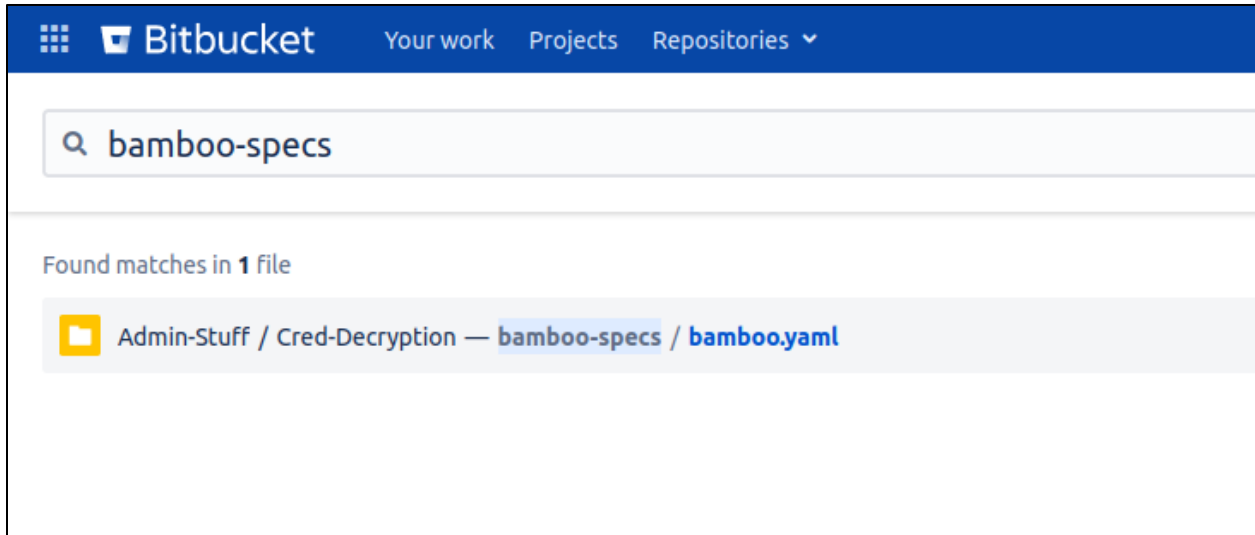 Bitbucket Your work Projects Repositories
bamboo-specs
Found matches in 1 file
Admin-Stuff / Cred-Decryption — bamboo-specs / bamboo.yaml